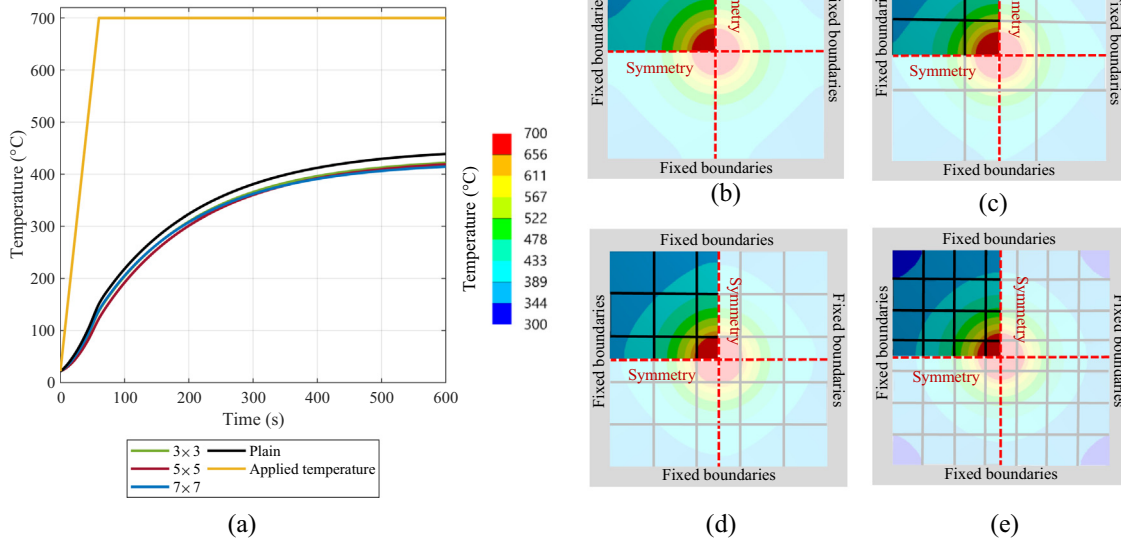 700
600
500
400
300
200
100
0
Temperature (°C)
0 100 200 300 400 500 600
Time (s)
3×3
5×5
7×7
Plain
Applied temperature
(a)
Temperature (°C)
700
656
611
567
522
478
433
389
344
300
Fixed boundaries
Symmetry
Fixed boundaries
Fixed boundaries
(b)
Fixed boundaries
Symmetry
Fixed boundaries
Fixed boundaries
(c)
Fixed boundaries
Fixed boundaries
Symmetry
Symmetry
Fixed boundaries
Fixed boundaries
(d)
Fixed boundaries
Fixed boundaries
Symmetry
Symmetry
Fixed boundaries
Fixed boundaries
(e)